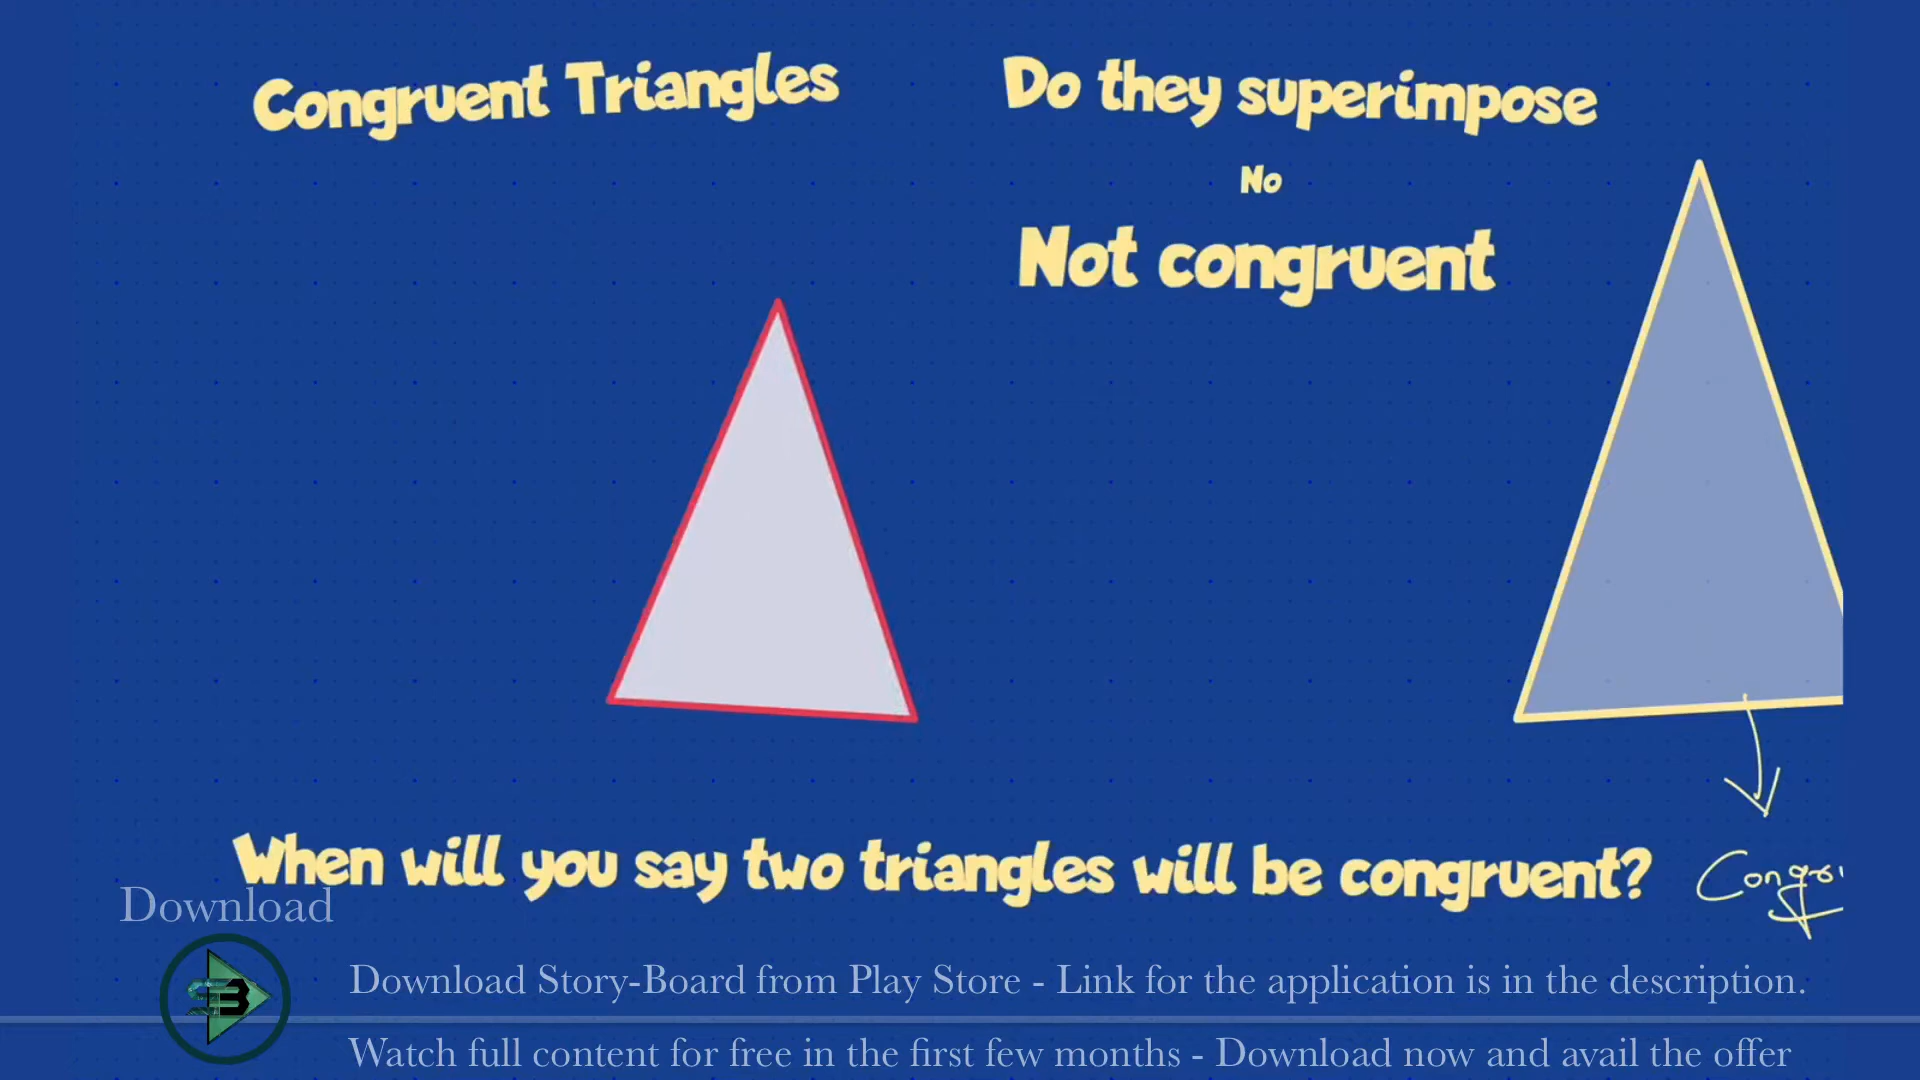 Congruent Triangles
Do they superimpose
No
Not congruent
When will you say two triangles will be congruent?
Download
SB
Download Story-Board from Play Store - Link for the application is in the description.
Watch full content for free in the first few months - Download now and avail the offer